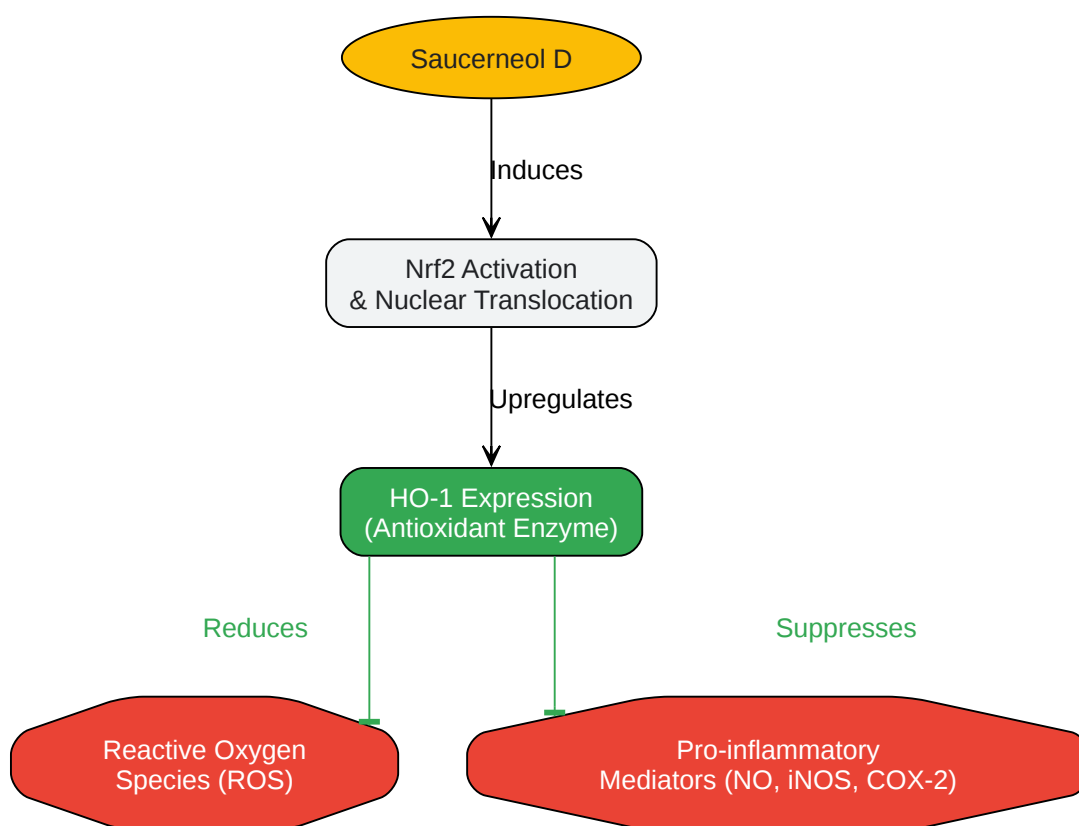 Saucerneol D
Induces
Nrf2 Activation
& Nuclear Translocation
Upregulates
HO-1 Expression
(Antioxidant Enzyme)
Reduces
Suppresses
Reactive Oxygen
Species (ROS)
Pro-inflammatory
Mediators (NO, iNOS, COX-2)